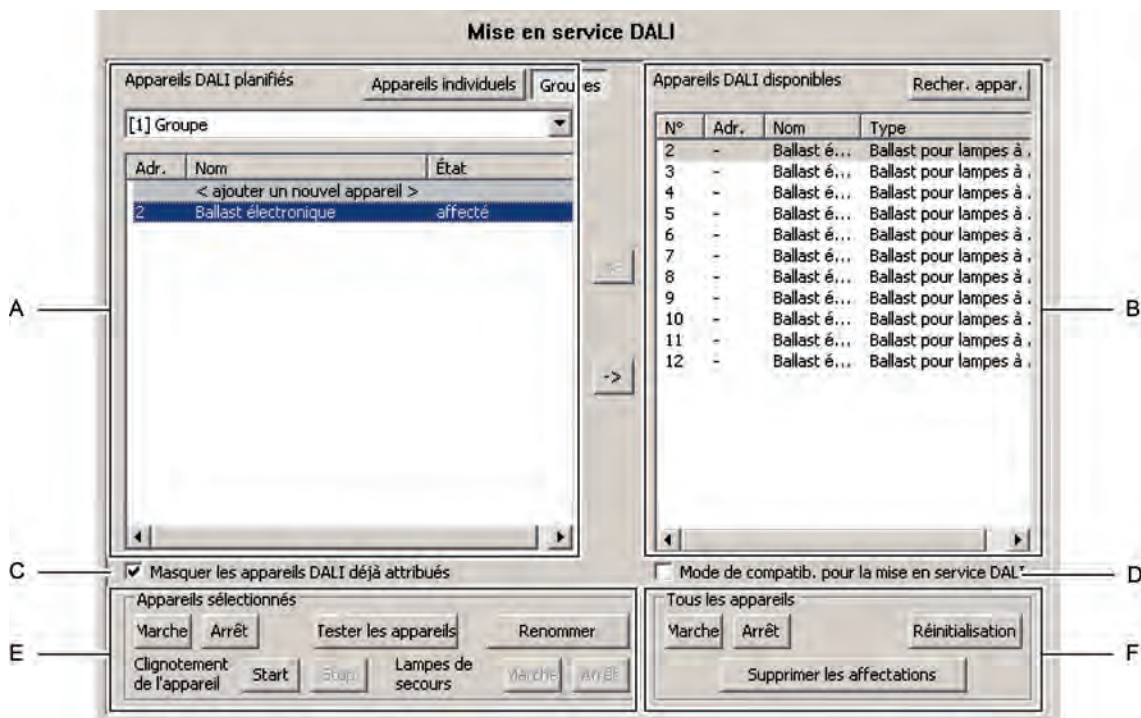 Mise en service DALI
Appareils DALI planifiés
Appareils individuels
Groupes
[1] Groupe
Adr. Nom État
< ajouter un nouvel appareil >
2 Ballast électronique affecté
->
Appareils DALI disponibles
Recher. appar.
N° Adr. Nom Type
2 - Ballast é... Ballast pour lampes à .
3 - Ballast é... Ballast pour lampes à .
4 - Ballast é... Ballast pour lampes à .
5 - Ballast é... Ballast pour lampes à .
6 - Ballast é... Ballast pour lampes à .
7 - Ballast é... Ballast pour lampes à .
8 - Ballast é... Ballast pour lampes à .
9 - Ballast é... Ballast pour lampes à .
10 - Ballast é... Ballast pour lampes à .
11 - Ballast é... Ballast pour lampes à .
12 - Ballast é... Ballast pour lampes à .
A
B
C
Masquer les appareils DALI déjà attribués
Mode de compatib. pour la mise en service DALI
D
E
Appareils sélectionnés
Marche Arrêt Tester les appareils Renommer
Clignotement de l'appareil Start Stop Lampes de secours Marche Arrêt
Tous les appareils
Marche Arrêt Réinitialisation
Supprimer les affectations
F